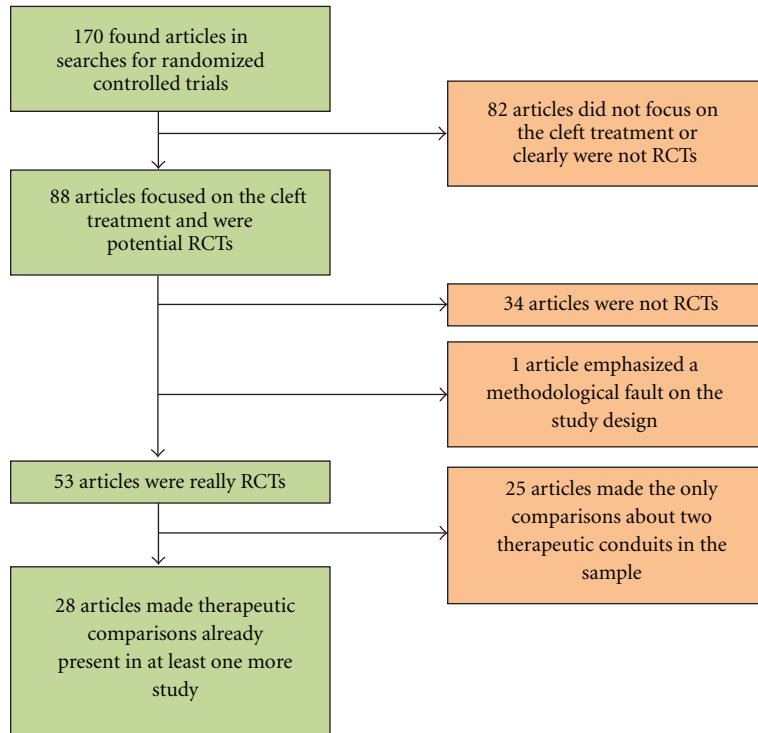 170 found articles in
searches for randomized
controlled trials
82 articles did not focus on
the cleft treatment or
clearly were not RCTs
88 articles focused on the cleft
treatment and were
potential RCTs
34 articles were not RCTs
1 article emphasized a
methodological fault on the
study design
53 articles were really RCTs
25 articles made the only
comparisons about two
therapeutic conduits in the
sample
28 articles made therapeutic
comparisons already
present in at least one more
study